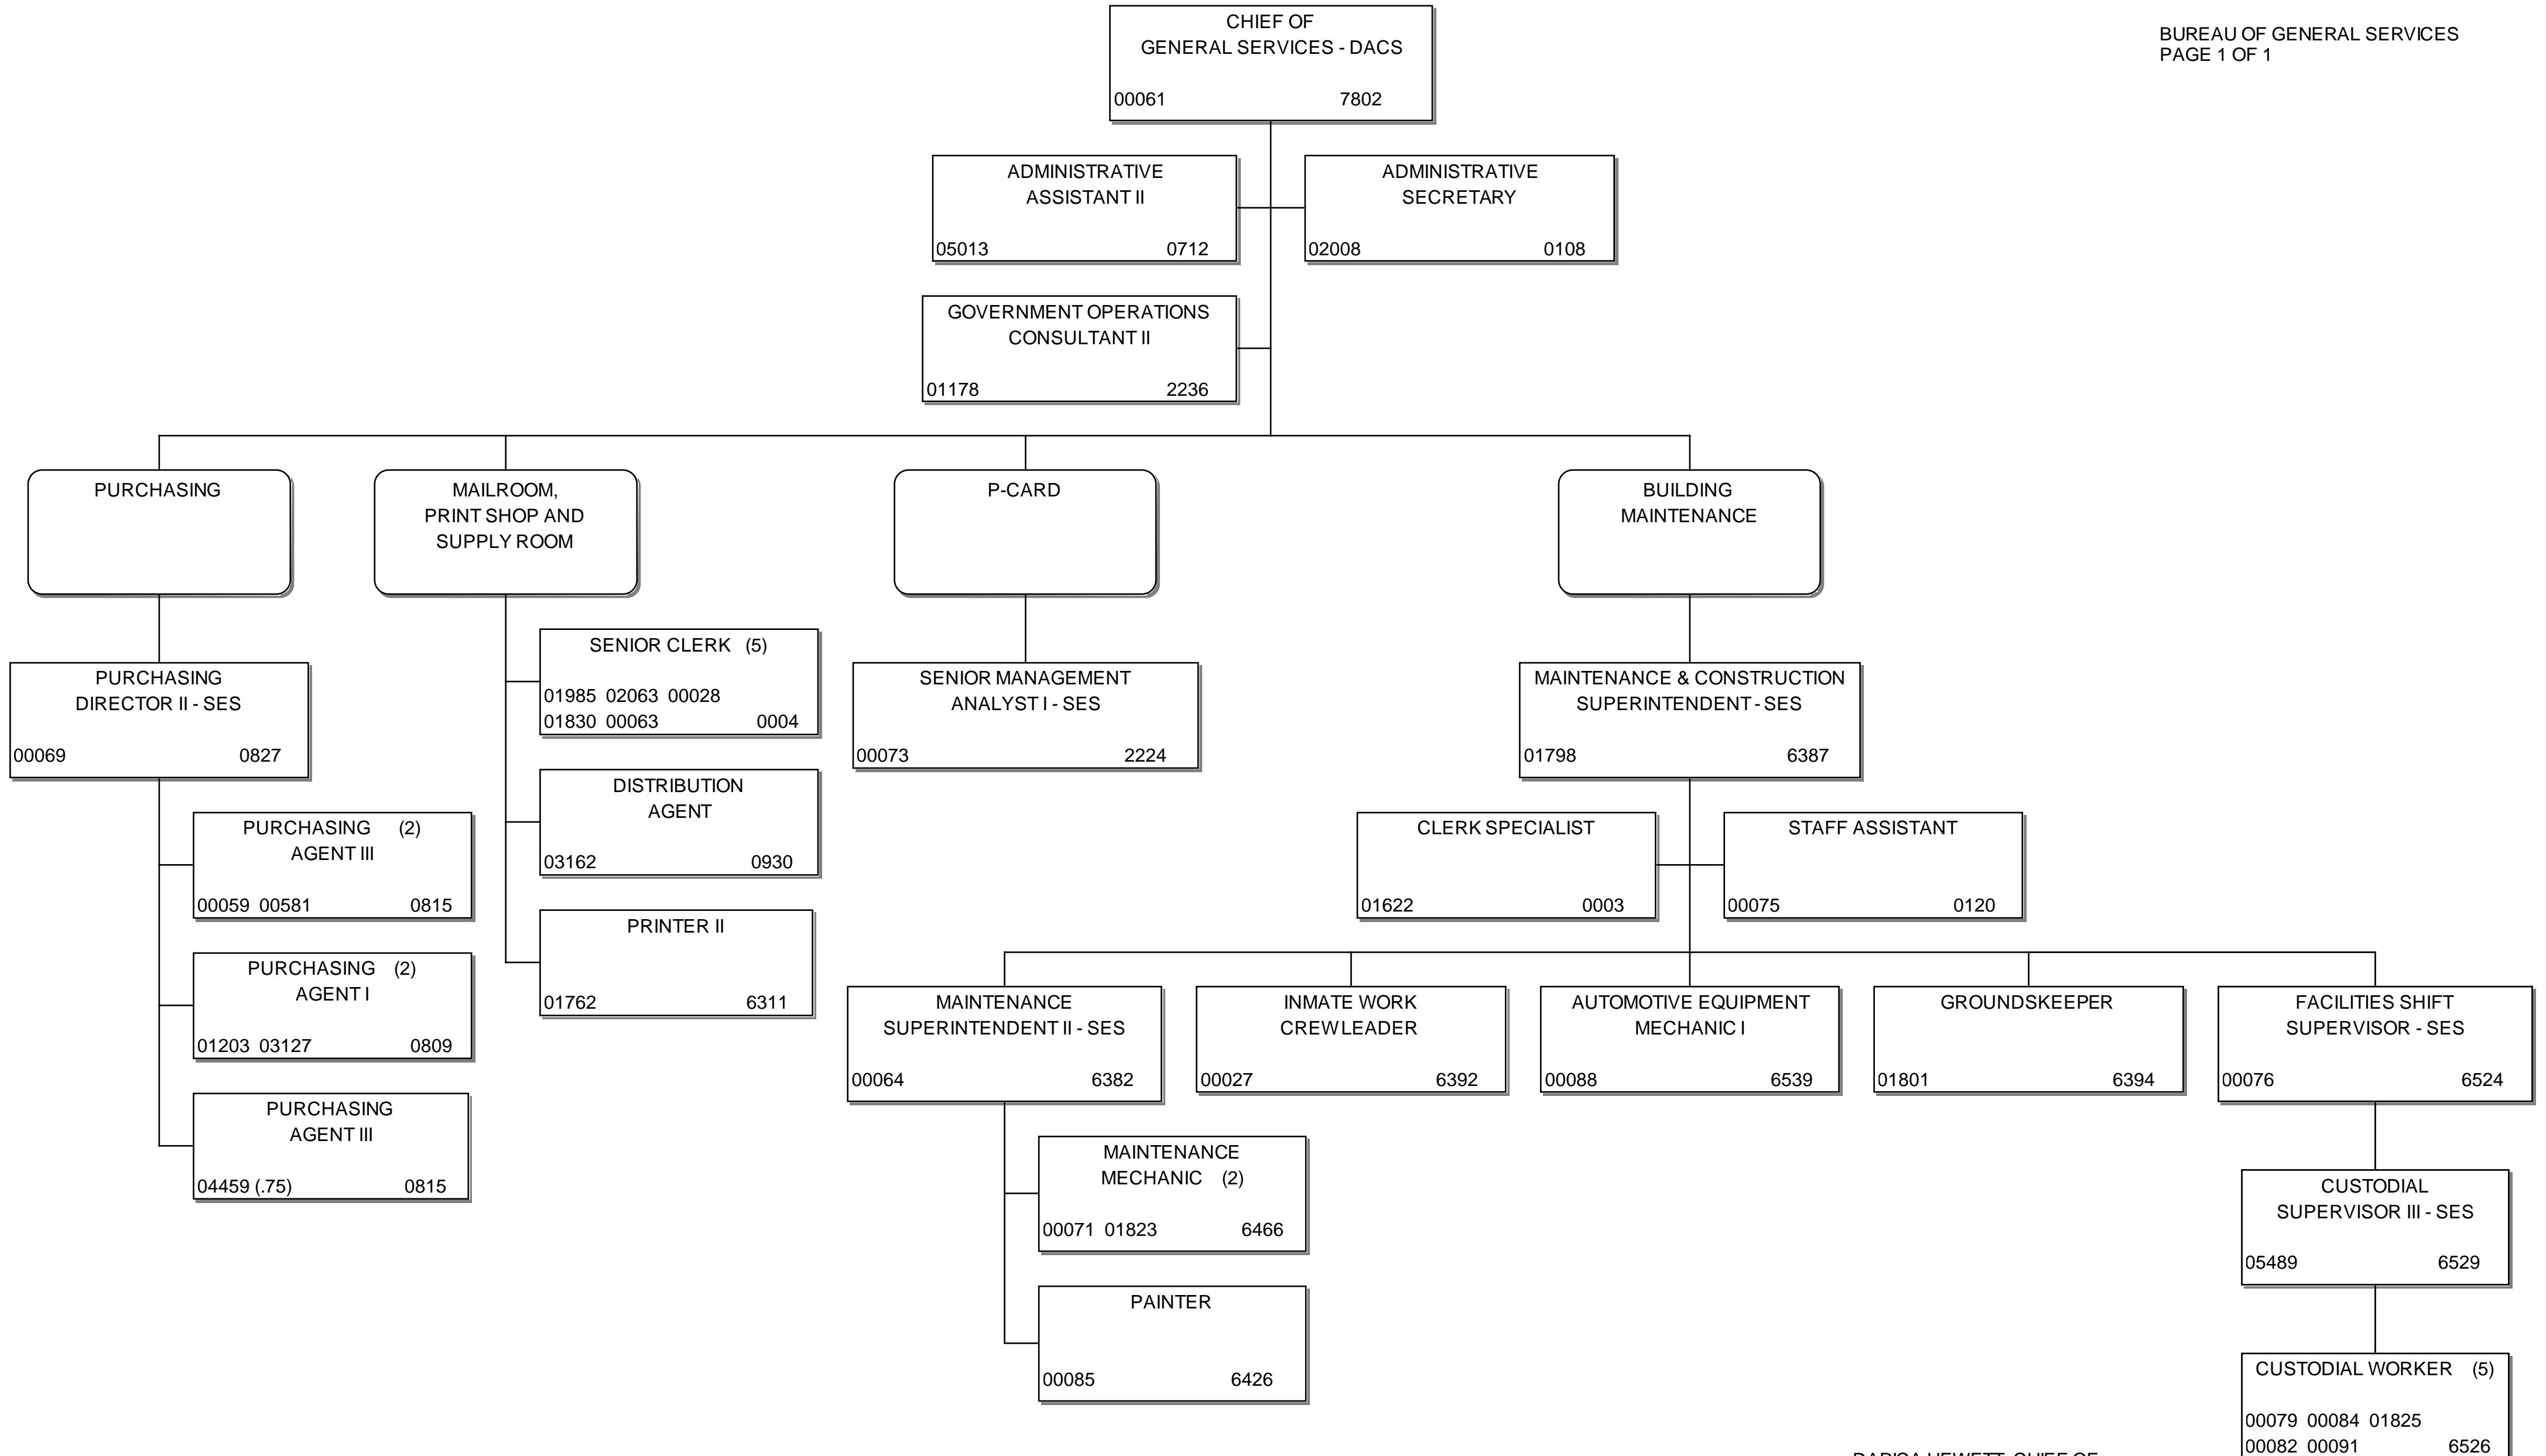 BUREAU OF GENERAL SERVICES
PAGE 1 OF 1
CHIEF OF
GENERAL SERVICES - DACS
00061 7802
ADMINISTRATIVE
ASSISTANT II
05013 0712
ADMINISTRATIVE
SECRETARY
02008 0108
GOVERNMENT OPERATIONS
CONSULTANT II
01178 2236
PURCHASING
MAILROOM,
PRINT SHOP AND
SUPPLY ROOM
P-CARD
BUILDING
MAINTENANCE
PURCHASING
DIRECTOR II - SES
00069 0827
PURCHASING (2)
AGENT III
00059 00581 0815
PURCHASING (2)
AGENT I
01203 03127 0809
PURCHASING
AGENT III
04459 (.75) 0815
SENIOR CLERK (5)
01985 02063 00028
01830 00063 0004
DISTRIBUTION
AGENT
03162 0930
PRINTER II
01762 6311
SENIOR MANAGEMENT
ANALYST I - SES
00073 2224
MAINTENANCE & CONSTRUCTION
SUPERINTENDENT - SES
01798 6387
CLERK SPECIALIST
01622 0003
STAFF ASSISTANT
00075 0120
MAINTENANCE
SUPERINTENDENT II - SES
00064 6382
INMATE WORK
CREW LEADER
00027 6392
AUTOMOTIVE EQUIPMENT
MECHANIC I
00088 6539
GROUNDSKEEPER
01801 6394
FACILITIES SHIFT
SUPERVISOR - SES
00076 6524
MAINTENANCE
MECHANIC (2)
00071 01823 6466
PAINTER
00085 6426
CUSTODIAL
SUPERVISOR III - SES
05489 6529
CUSTODIAL WORKER (5)
00079 00084 01825
00082 00091 6526
HEWETT, CHIEF OF